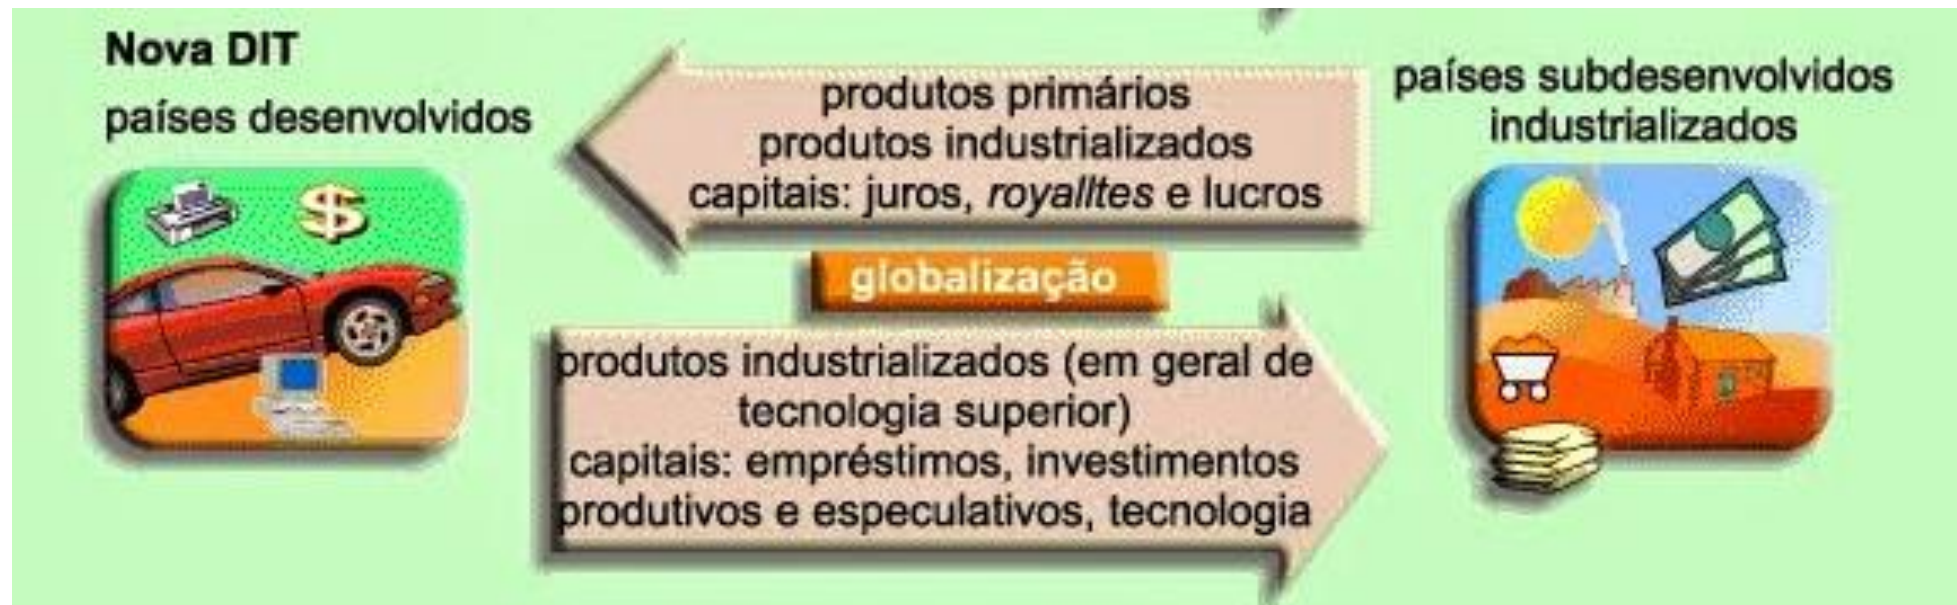 Nova DIT
países desenvolvidos
produtos primários
produtos industrializados
capitais: juros, royalltes e lucros
países subdesenvolvidos
industrializados
globalização
$
produtos industrializados (em geral de
tecnologia superior)
capitais: empréstimos, investimentos
produtivos e especulativos, tecnologia